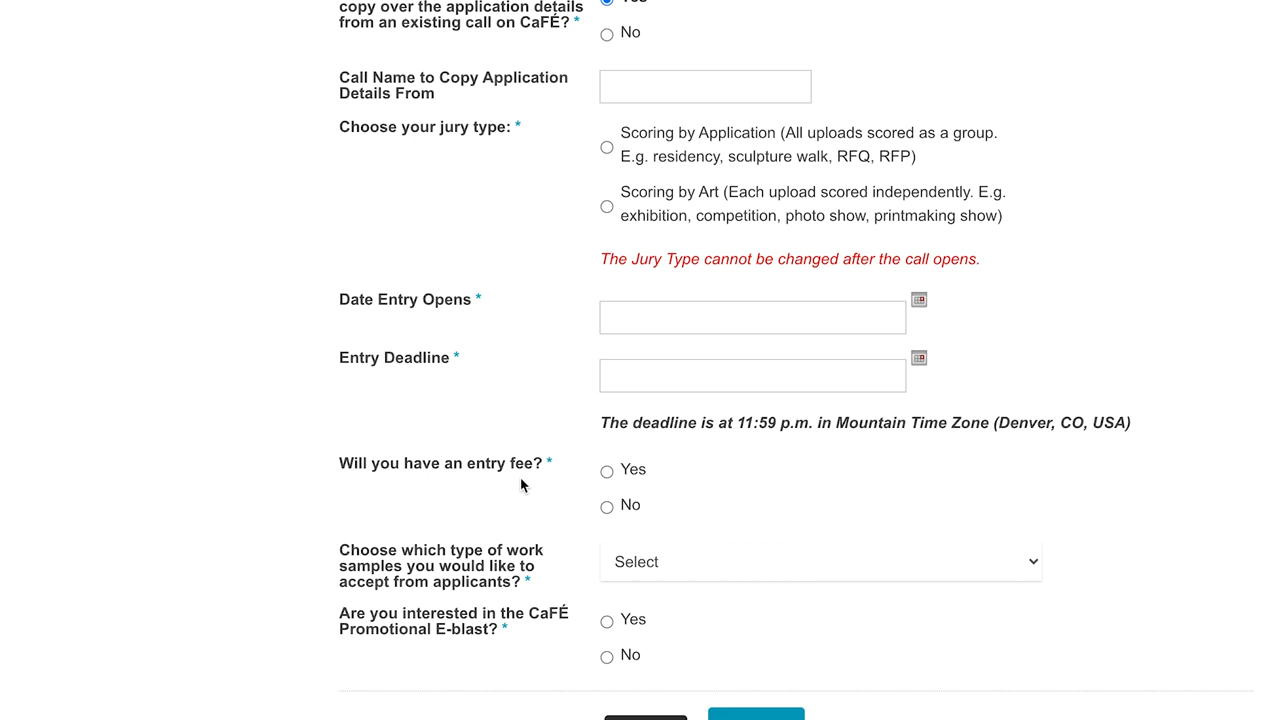 copy over the application details
from an existing call on CaFÉ? *
Yes
No
Call Name to Copy Application
Details From
Choose your jury type: *
Scoring by Application (All uploads scored as a group.
E.g. residency, sculpture walk, RFQ, RFP)
Scoring by Art (Each upload scored independently. E.g.
exhibition, competition, photo show, printmaking show)
The Jury Type cannot be changed after the call opens.
Date Entry Opens *
Entry Deadline *
The deadline is at 11:59 p.m. in Mountain Time Zone (Denver, CO, USA)
Will you have an entry fee? *
Yes
No
Choose which type of work
samples you would like to
accept from applicants? *
Select
Are you interested in the CaFÉ
Promotional E-blast? *
Yes
No